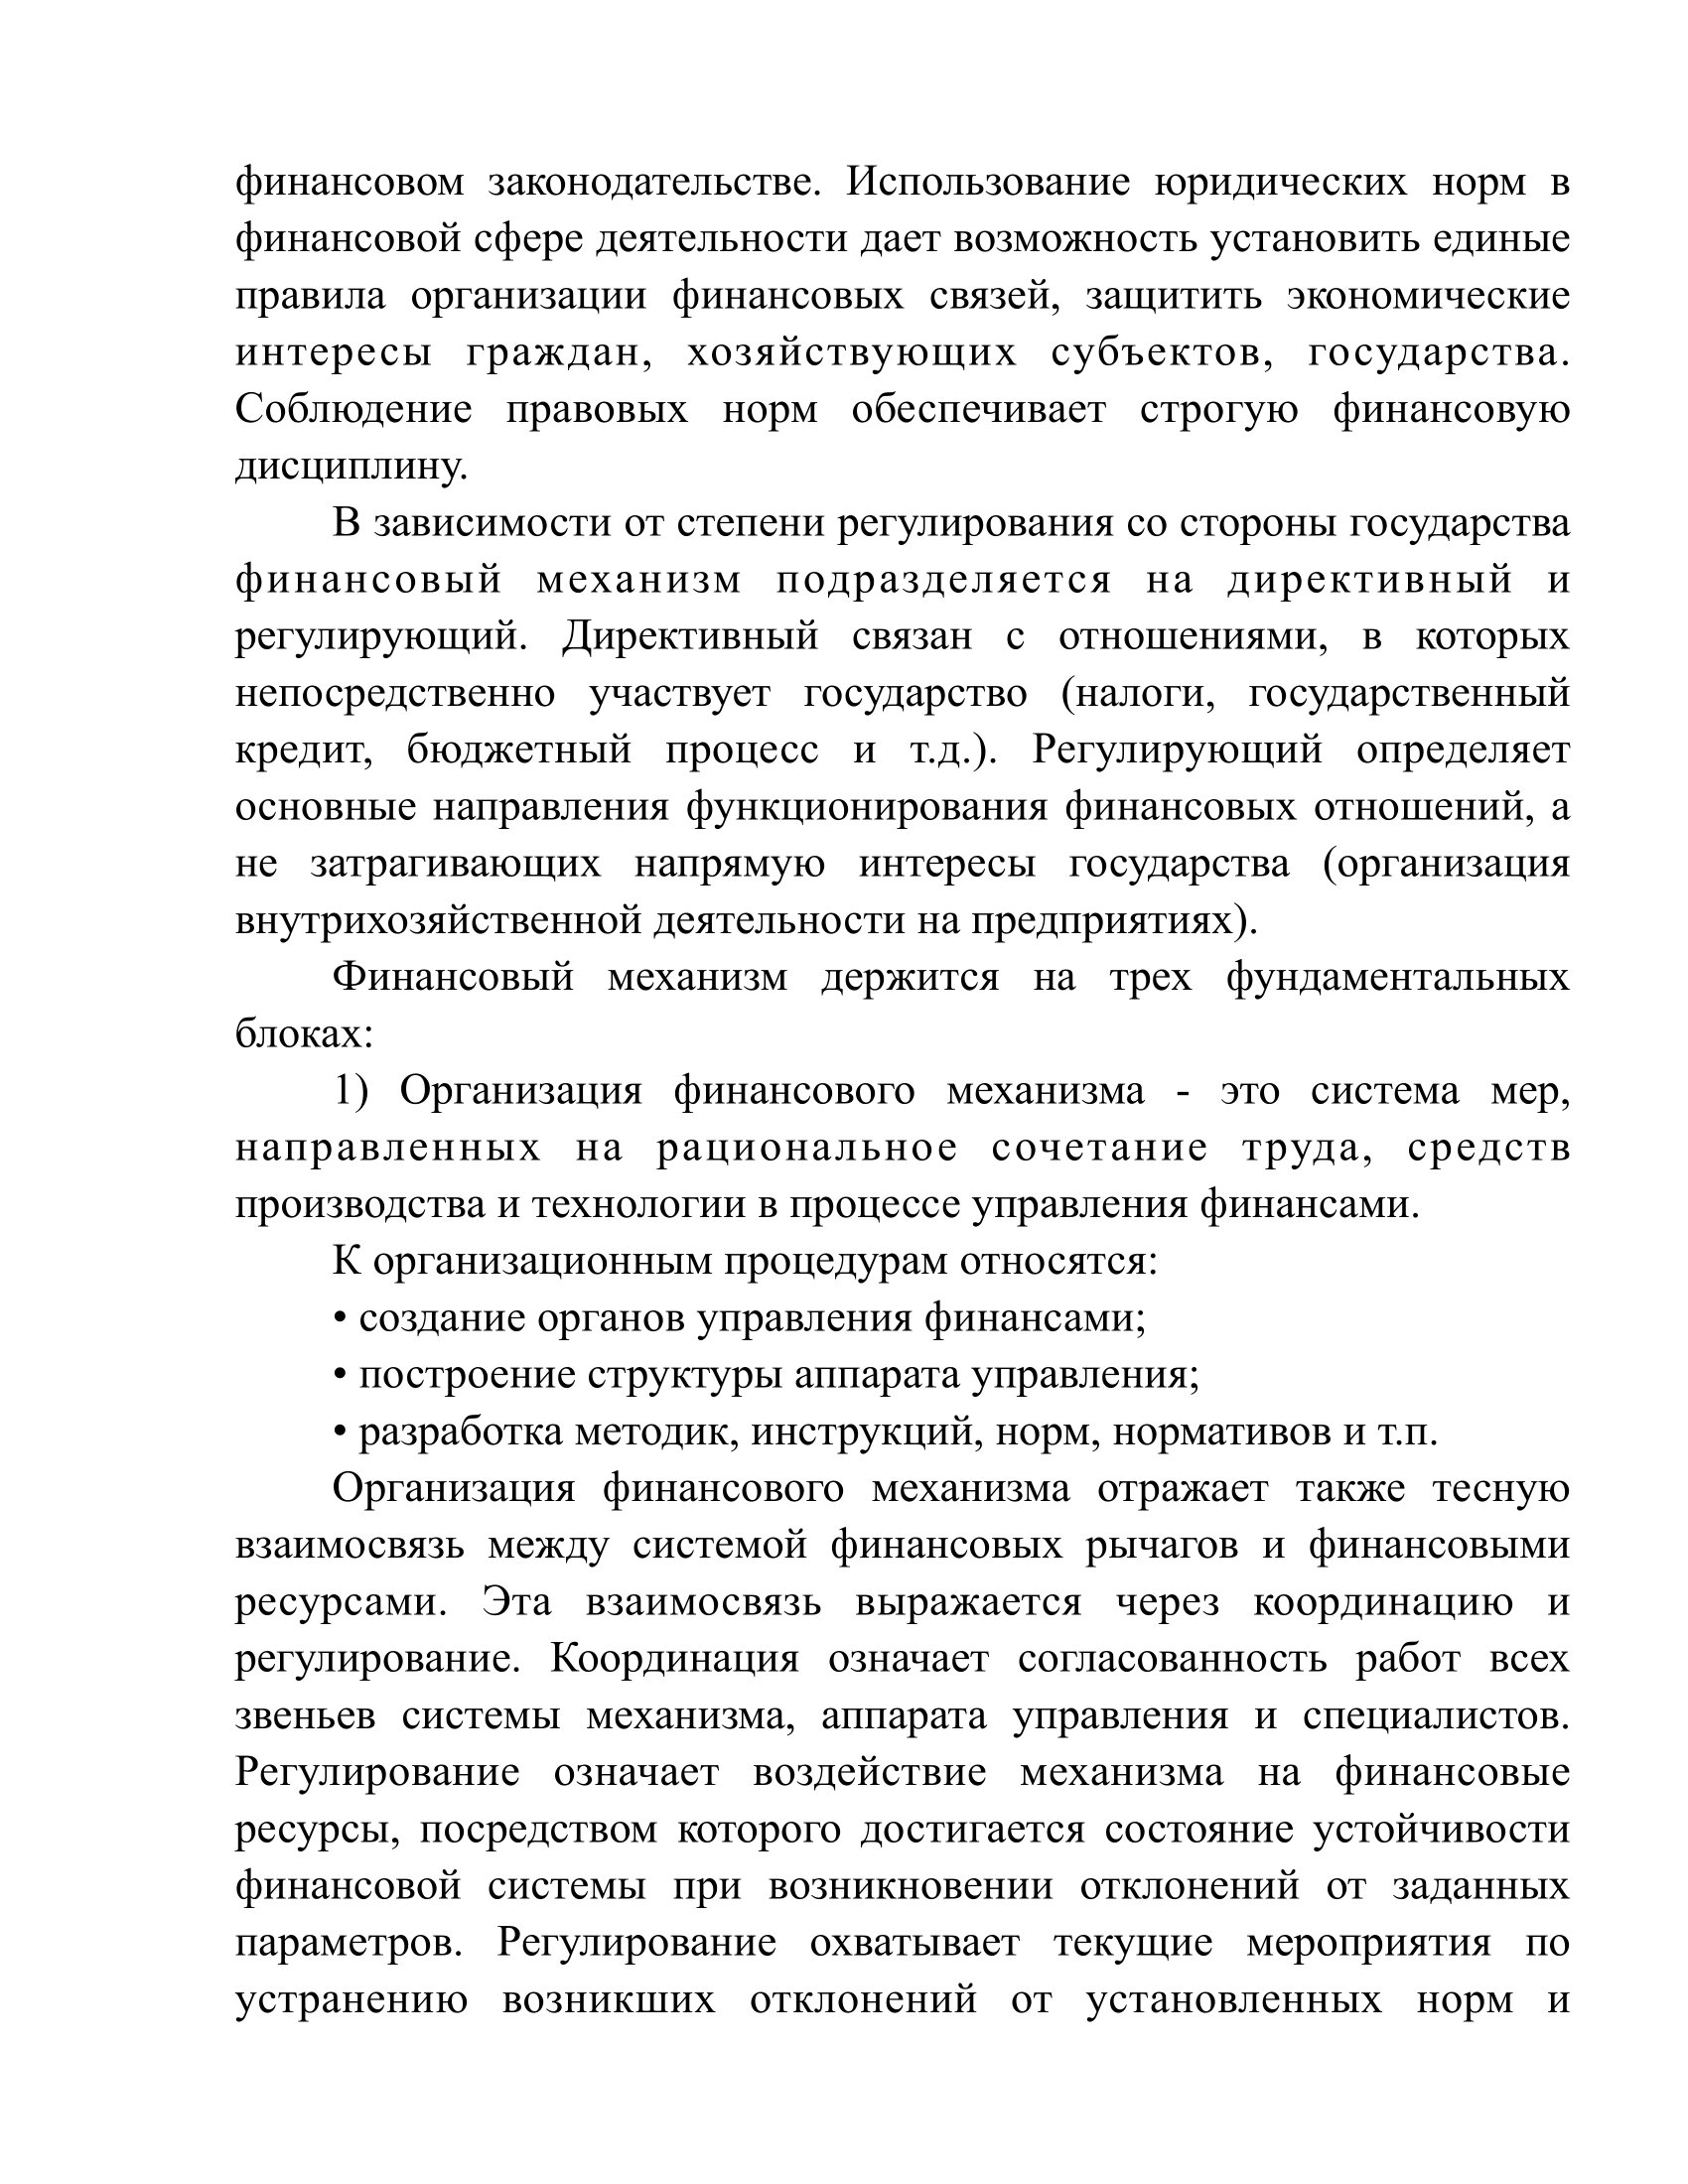 финансовом законодательстве. Использование юридических норм в
финансовой сфере деятельности дает возможность установить единые
правила организации финансовых связей, защитить экономические
интересы граждан, хозяйствующих субъектов, государства.
Соблюдение правовых норм обеспечивает строгую финансовую
дисциплину.
В зависимости от степени регулирования со стороны государства
финансовый механизм подразделяется на директивный и
регулирующий. Директивный связан с отношениями, в которых
непосредственно участвует государство (налоги, государственный
кредит, бюджетный процесс и т.д.). Регулирующий определяет
основные направления функционирования финансовых отношений, а
не затрагивающих напрямую интересы государства (организация
внутрихозяйственной деятельности на предприятиях).
Финансовый механизм держится на трех фундаментальных
блоках:
1) Организация финансового механизма - это система мер,
направленных на рациональное сочетание труда, средств
производства и технологии в процессе управления финансами.
К организационным процедурам относятся:
• создание органов управления финансами;
• построение структуры аппарата управления;
• разработка методик, инструкций, норм, нормативов и т.п.
Организация финансового механизма отражает также тесную
взаимосвязь между системой финансовых рычагов и финансовыми
ресурсами. Эта взаимосвязь выражается через координацию и
регулирование. Координация означает согласованность работ всех
звеньев системы механизма, аппарата управления и специалистов.
Регулирование означает воздействие механизма на финансовые
ресурсы, посредством которого достигается состояние устойчивости
финансовой системы при возникновении отклонений от заданных
параметров. Регулирование охватывает текущие мероприятия по
устранению возникших отклонений от установленных норм и